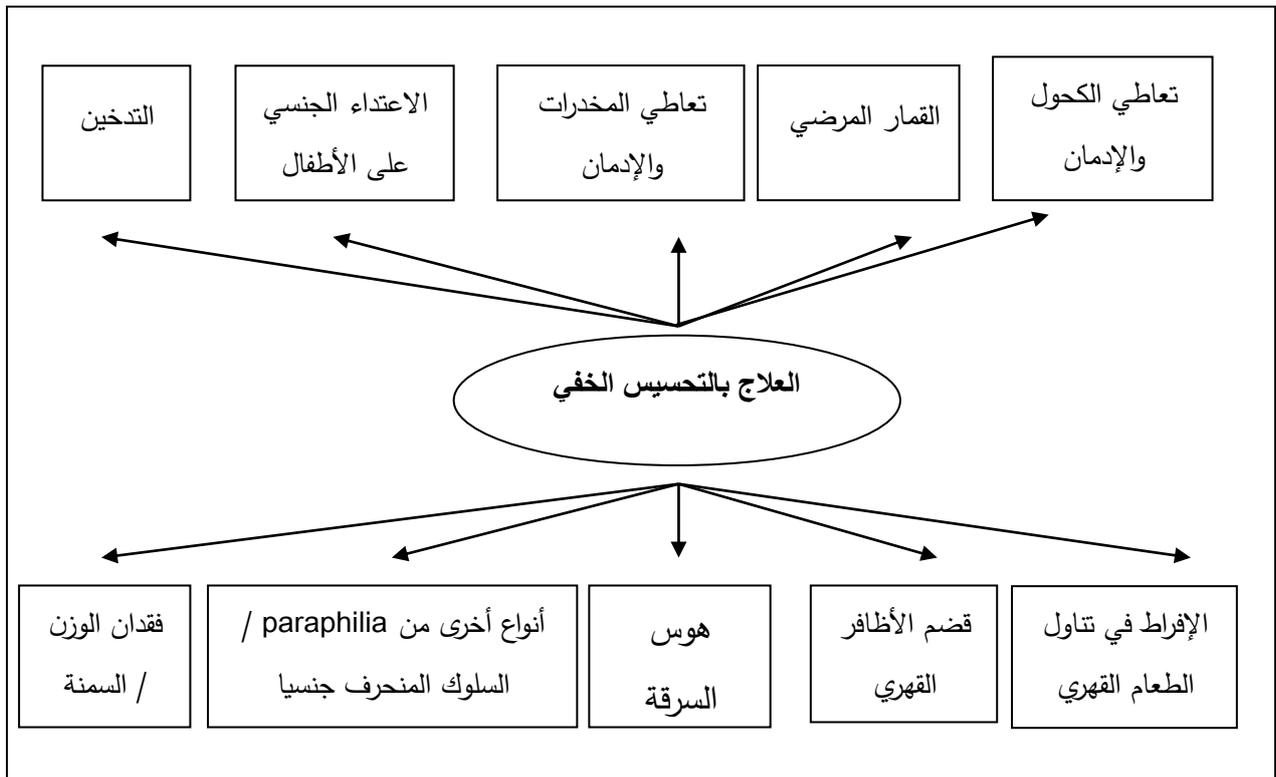 تعاطي الكحول
والإدمان
القمار المرضي
تعاطي المخدرات
والإدمان
الاعتداء الجنسي
على الأطفال
التدخين
العلاج بالتحسيس الخفي
الإفراط في تناول
الطعام القهري
قضم الأظافر
القهري
هوس
السرقة
أنواع أخرى من paraphilia /
السلوك المنحرف جنسيا
فقدان الوزن
/ السمنة